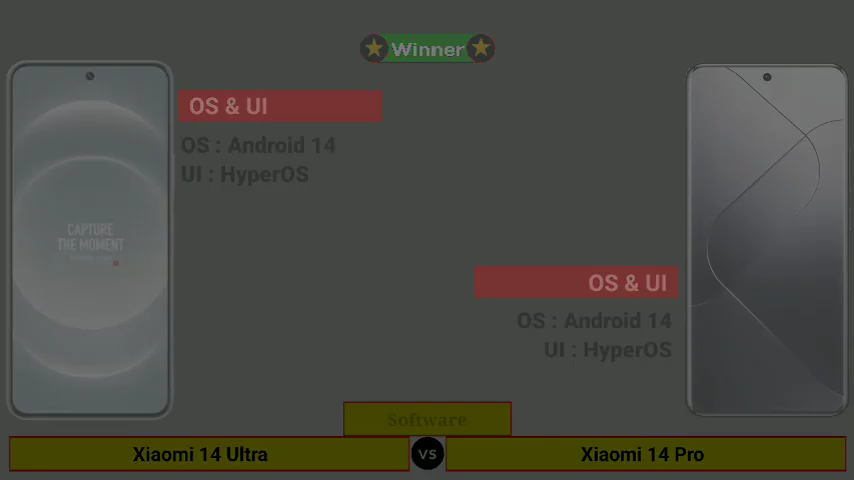 Winner
OS & UI
OS : Android 14
UI : HyperOS
CAPTURE
THE MOMENT
OS & UI
OS : Android 14
UI : HyperOS
Software
Xiaomi 14 Ultra
VS
Xiaomi 14 Pro